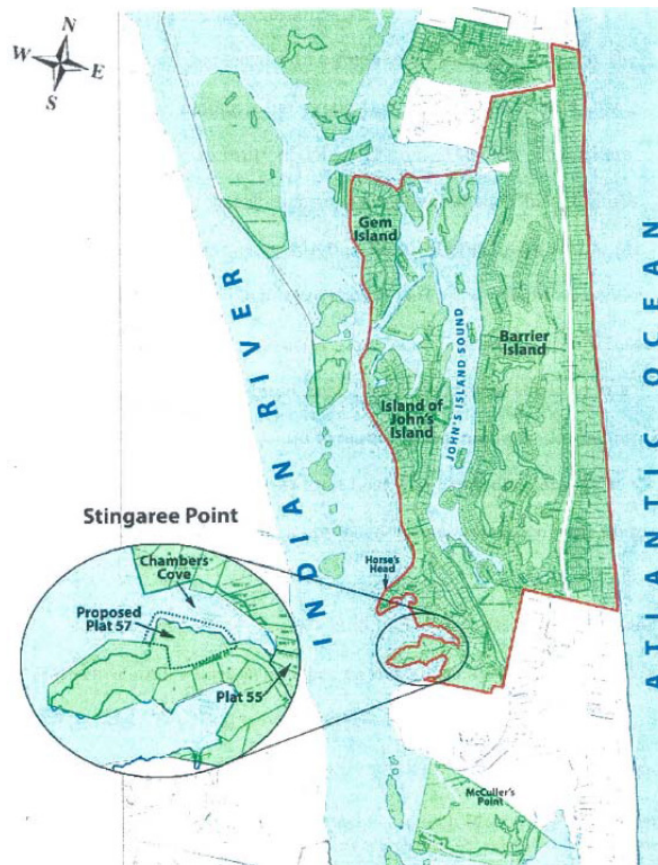 N
W
E
S
Gem
Island
INDIAN RIVER
Barrier
Island
ATLANTIC OCEAN
JOHN'S ISLAND SOUND
Island of
John's
Island
Stingaree Point
Horse's
Head
Chambers
Cove
Proposed
Plat 57
Plat 55
McCuller's
Point